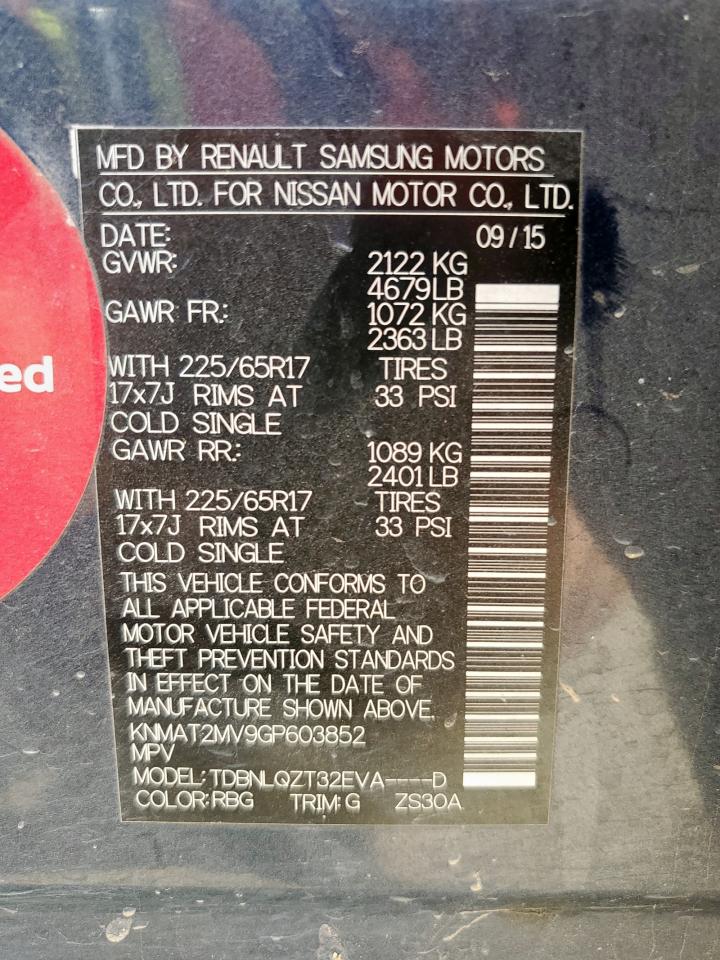 MFD BY RENAULT SAMSUNG MOTORS
CO., LTD. FOR NISSAN MOTOR CO., LTD.
DATE: 09/15
GVWR: 2122 KG
4679LB
GAWR FR: 1072 KG
2363 LB
WITH 225/65R17 TIRES
17x7J RIMS AT 33 PSI
COLD SINGLE
GAWR RR: 1089 KG
2401LB
WITH 225/65R17 TIRES
17x7J RIMS AT 33 PSI
COLD SINGLE
THIS VEHICLE CONFORMS TO
ALL APPLICABLE FEDERAL
MOTOR VEHICLE SAFETY AND
THEFT PREVENTION STANDARDS
IN EFFECT ON THE DATE OF
MANUFACTURE SHOWN ABOVE.
KNMAT2MV9GP603852
MPV
MODEL: TDBNLQZT32EVA----D
COLOR:RBG TRIM:G ZS30A
ed